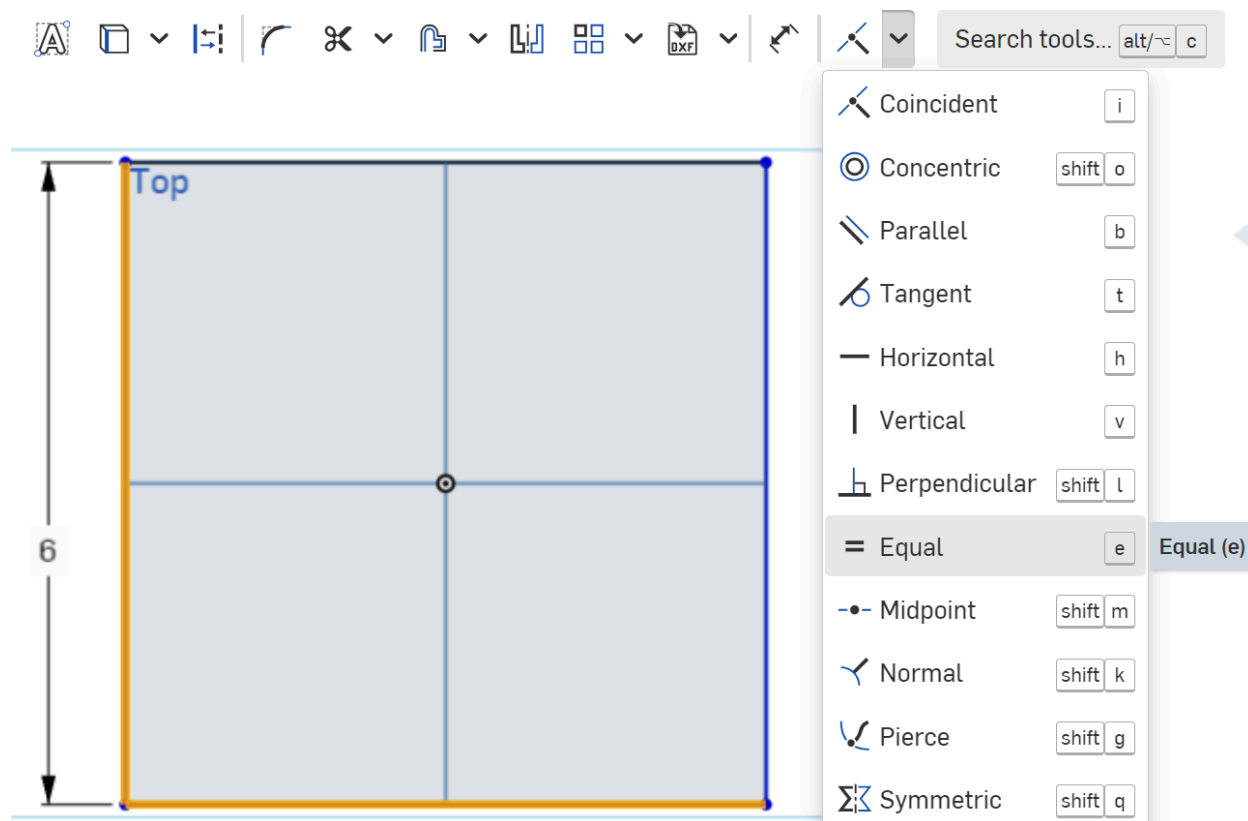 A
DXF
Search tools... alt/⌥ c
Coincident i
Concentric shift o
Top
Parallel b
Tangent t
Horizontal h
Vertical v
Perpendicular shift l
6
Equal e Equal (e)
Midpoint shift m
Normal shift k
Pierce shift g
Symmetric shift q